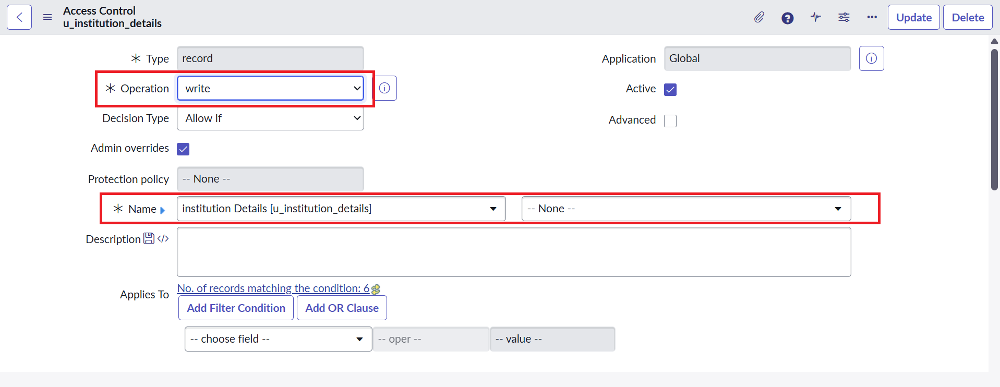 Access Control
u_institution_details
Update
Delete
Type
record
Application
Global
Operation
write
Active
Decision Type
Allow If
Advanced
Admin overrides
Protection policy
-- None --
Name
institution Details [u_institution_details]
-- None --
Description
Applies To
No. of records matching the condition: 6
Add Filter Condition
Add OR Clause
-- choose field --
-- oper --
-- value --